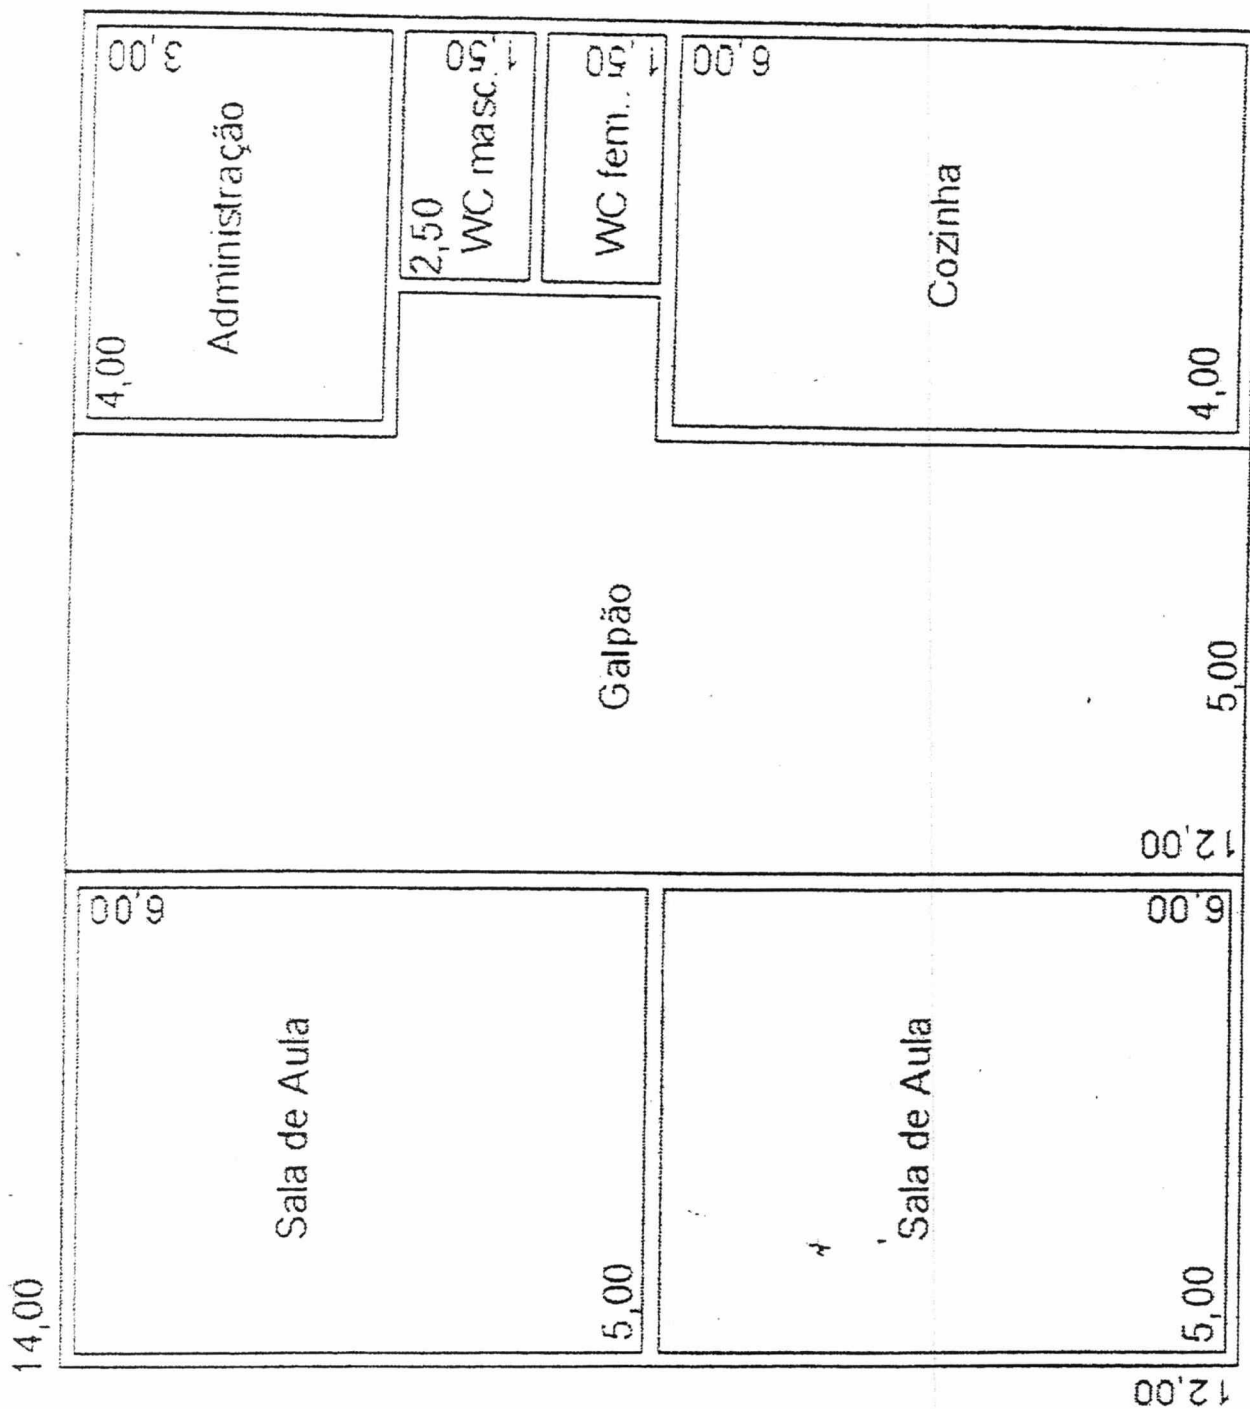 14,00
Sala de Aula
6,00
5,00
Galpão
12,00
5,00
Administração
4,00
3,00
2,50
WC masc.
1,50
WC fem..
1,50
Cozinha
6,00
4,00
Sala de Aula
6,00
5,00
12,00